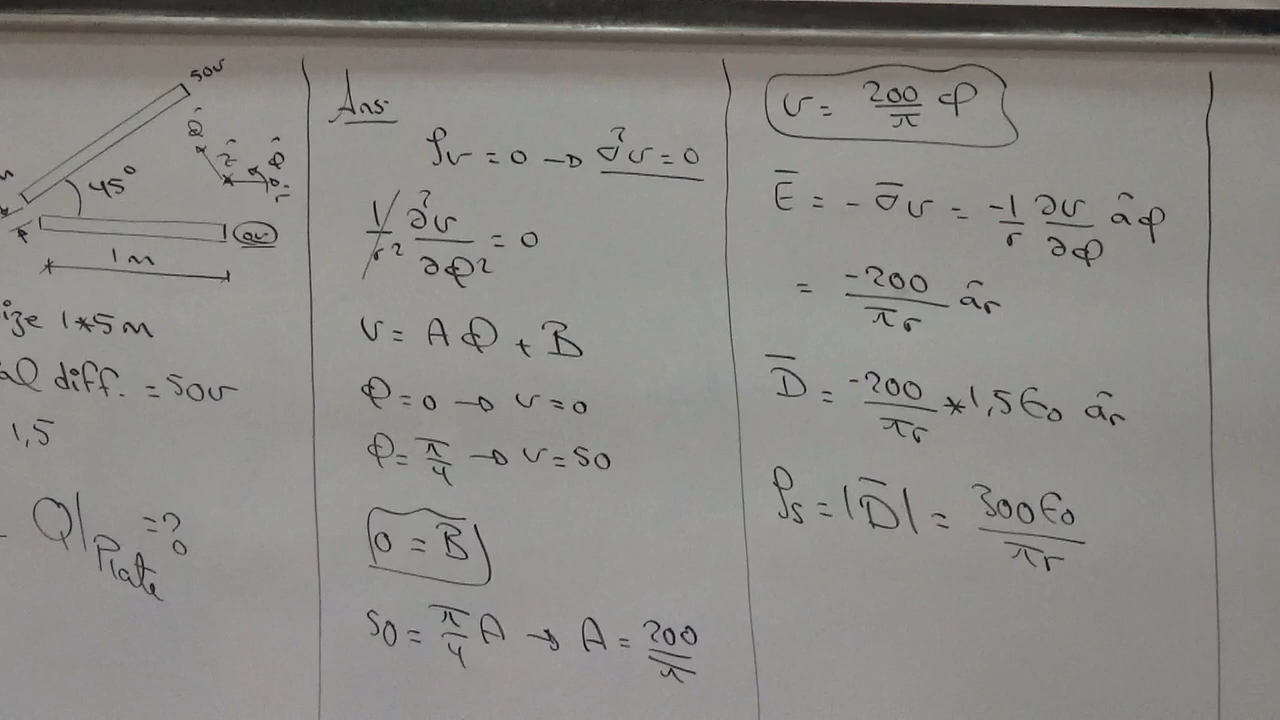 50v
45°
0v
1m
ize 1*5m
al diff. = 50v
1,5
Q|Plate = ?
Ans.
ρv = 0 → ∇²v = 0
1/r² ∂²v/∂φ² = 0
v = Aφ + B
φ = 0 → v = 0
φ = π/4 → v = 50
0 = B
50 = π/4 A → A = 200/π
v = 200/π φ
E̅ = -∇̅v = -1/r ∂v/∂φ âφ
= -200/πr âr
D̅ = -200/πr * 1,5ε₀ âr
ρs = |D̅| = 300ε₀/πr